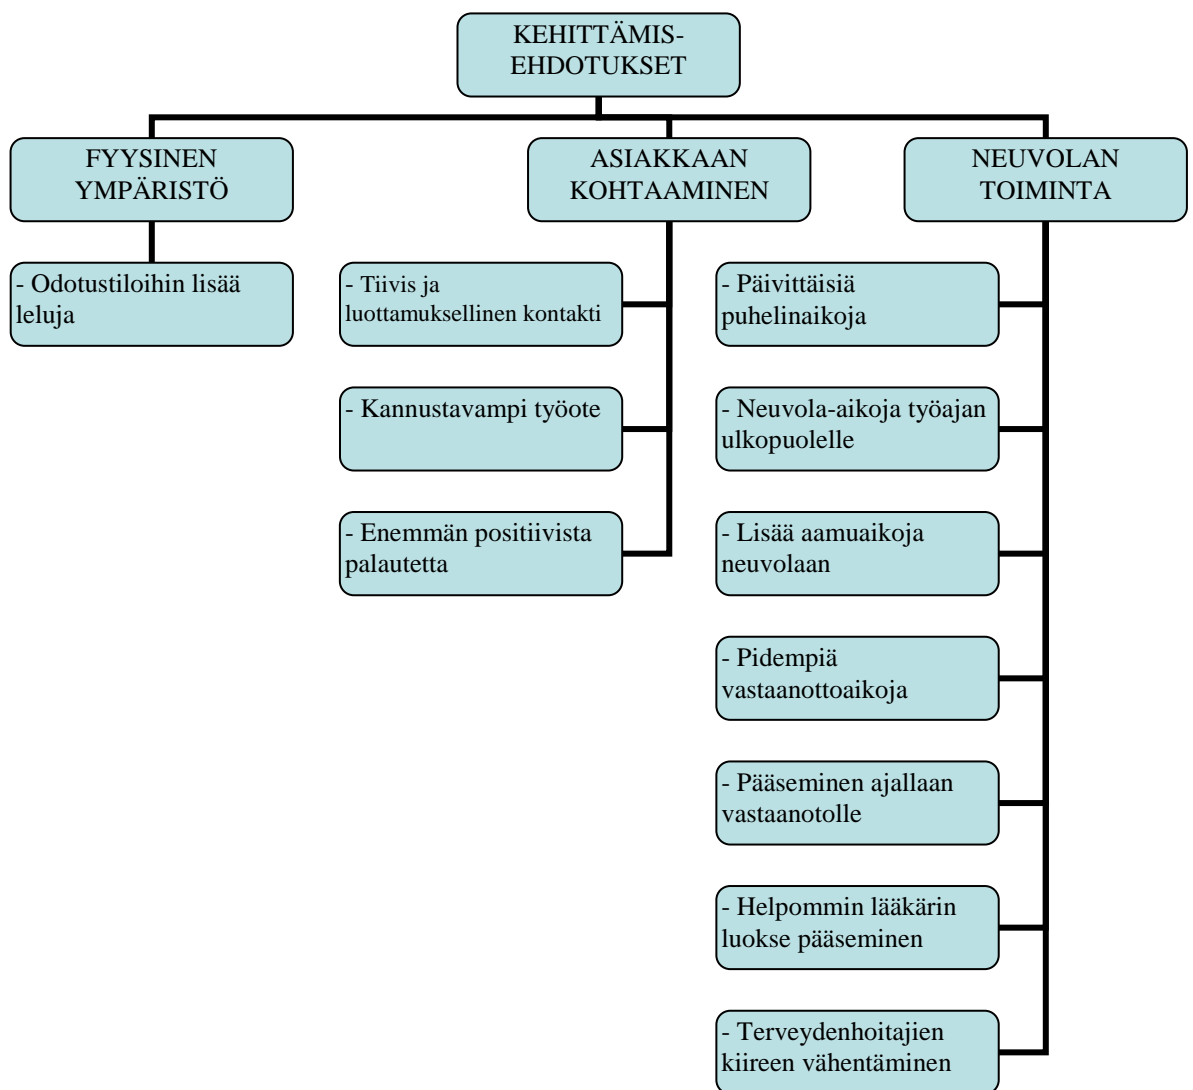 KEHITTÄMIS-
EHDOTUKSET
FYYSINEN
YMPÄRISTÖ
ASIAKKAAN
KOHTAAMINEN
NEUVOLAN
TOIMINTA
- Odotustiloihin lisää
leluja
- Tiivis ja
luottamuksellinen kontakti
- Kannustavampi työote
- Enemmän positiivista
palautetta
- Päivittäisiä
puhelinaikoja
- Neuvola-aikoja työajan
ulkopuolelle
- Lisää aamuaikoja
neuvolaan
- Pidempiä
vastaanottoaikoja
- Pääseminen ajallaan
vastaanotolle
- Helpommin lääkärin
luokse pääseminen
- Terveydenhoitajien
kiireen vähentäminen